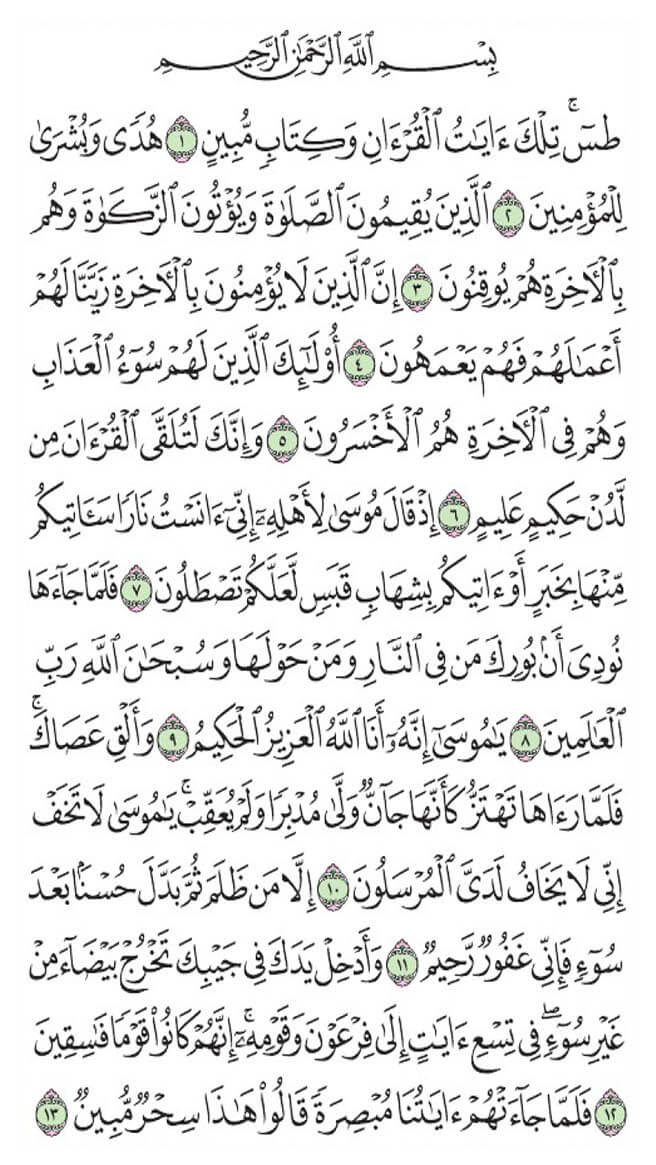 بِسْمِ ٱللَّهِ ٱلرَّحْمَٰنِ ٱلرَّحِيمِ
طسٓۚ تِلْكَ ءَايَٰتُ ٱلْقُرْءَانِ وَكِتَابٖ مُّبِينٍ ١ هُدٗى وَبُشْرَىٰ
لِلْمُؤْمِنِينَ ٢ ٱلَّذِينَ يُقِيمُونَ ٱلصَّلَوٰةَ وَيُؤْتُونَ ٱلزَّكَوٰةَ وَهُم
بِٱلْأٓخِرَةِ هُمْ يُوقِنُونَ ٣ إِنَّ ٱلَّذِينَ لَا يُؤْمِنُونَ بِٱلْأٓخِرَةِ زَيَّنَّا لَهُمْ
أَعْمَٰلَهُمْ فَهُمْ يَعْمَهُونَ ٤ أُوْلَٰٓئِكَ ٱلَّذِينَ لَهُمْ سُوٓءُ ٱلْعَذَابِ
وَهُمْ فِي ٱلْأٓخِرَةِ هُمُ ٱلْأَخْسَرُونَ ٥ وَإِنَّكَ لَتُلَقَّى ٱلْقُرْءَانَ مِن
لَّدُنْ حَكِيمٍ عَلِيمٍ ٦ إِذْ قَالَ مُوسَىٰ لِأَهْلِهِۦٓ إِنِّيٓ ءَانَسْتُ نَارٗا سَـَٔاتِيكُم
مِّنْهَا بِخَبَرٍ أَوْ ءَاتِيكُم بِشِهَابٖ قَبَسٖ لَّعَلَّكُمْ تَصْطَلُونَ ٧ فَلَمَّا جَآءَهَا
نُودِيَ أَنۢ بُورِكَ مَن فِي ٱلنَّارِ وَمَنْ حَوْلَهَا وَسُبْحَٰنَ ٱللَّهِ رَبِّ
ٱلْعَٰلَمِينَ ٨ يَٰمُوسَىٰٓ إِنَّهُۥٓ أَنَا ٱللَّهُ ٱلْعَزِيزُ ٱلْحَكِيمُ ٩ وَأَلْقِ عَصَاكَۚ
فَلَمَّا رَءَاهَا تَهْتَزُّ كَأَنَّهَا جَآنّٞ وَلَّىٰ مُدْبِرٗا وَلَمْ يُعَقِّبْۚ يَٰمُوسَىٰ لَا تَخَفْ
إِنِّي لَا يَخَافُ لَدَيَّ ٱلْمُرْسَلُونَ ١٠ إِلَّا مَن ظَلَمَ ثُمَّ بَدَّلَ حُسْنَۢا بَعْدَ
سُوٓءٖ فَإِنِّي غَفُورٞ رَّحِيمٞ ١١ وَأَدْخِلْ يَدَكَ فِي جَيْبِكَ تَخْرُجْ بَيْضَآءَ مِنْ
غَيْرِ سُوٓءٖۖ فِي تِسْعِ ءَايَٰتٍ إِلَىٰ فِرْعَوْنَ وَقَوْمِهِۦٓۚ إِنَّهُمْ كَانُواْ قَوْمٗا فَٰسِقِينَ
١٢ فَلَمَّا جَآءَتْهُمْ ءَايَٰتُنَا مُبْصِرَةٗ قَالُواْ هَٰذَا سِحْرٞ مُّبِينٞ ١٣